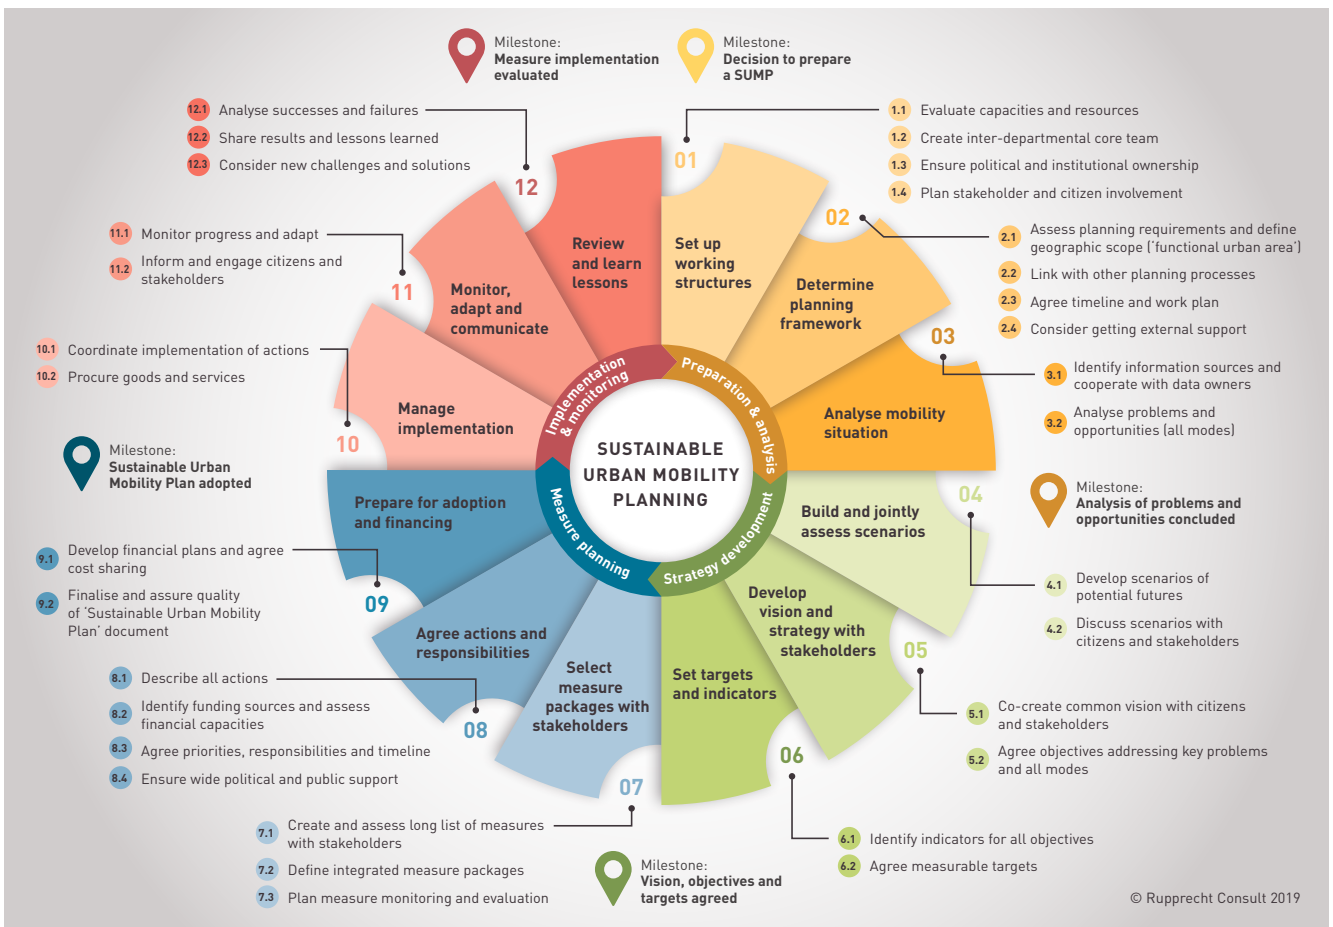 Milestone:
Measure implementation
evaluated
Milestone:
Decision to prepare
a SUMP
12.1 Analyse successes and failures
12.2 Share results and lessons learned
12.3 Consider new challenges and solutions
1.1 Evaluate capacities and resources
1.2 Create inter-departmental core team
1.3 Ensure political and institutional ownership
1.4 Plan stakeholder and citizen involvement
01
Set up
working
structures
02
Determine
planning
framework
2.1 Assess planning requirements and define
geographic scope (‘functional urban area’)
2.2 Link with other planning processes
2.3 Agree timeline and work plan
2.4 Consider getting external support
03
Analyse mobility
situation
3.1 Identify information sources and
cooperate with data owners
3.2 Analyse problems and
opportunities (all modes)
Milestone:
Analysis of problems and
opportunities concluded
04
Build and jointly
assess scenarios
4.1 Develop scenarios of
potential futures
4.2 Discuss scenarios with
citizens and stakeholders
05
Develop
vision and
strategy with
stakeholders
5.1 Co-create common vision with citizens
and stakeholders
5.2 Agree objectives addressing key problems
and all modes
06
Set targets
and indicators
6.1 Identify indicators for all objectives
6.2 Agree measurable targets
Milestone:
Vision, objectives and
targets agreed
07
Select
measure
packages with
stakeholders
7.1 Create and assess long list of measures
with stakeholders
7.2 Define integrated measure packages
7.3 Plan measure monitoring and evaluation
08
Agree actions and
responsibilities
8.1 Describe all actions
8.2 Identify funding sources and assess
financial capacities
8.3 Agree priorities, responsibilities and timeline
8.4 Ensure wide political and public support
09
Prepare for adoption
and financing
9.1 Develop financial plans and agree
cost sharing
9.2 Finalise and assure quality
of ‘Sustainable Urban Mobility
Plan’ document
Milestone:
Sustainable Urban
Mobility Plan adopted
10
Manage
implementation
10.1 Coordinate implementation of actions
10.2 Procure goods and services
11
Monitor,
adapt and
communicate
11.1 Monitor progress and adapt
11.2 Inform and engage citizens and
stakeholders
12
Review
and learn
lessons
Preparation & analysis
Strategy development
Measure planning
Implementation
& monitoring
SUSTAINABLE
URBAN MOBILITY
PLANNING
© Rupprecht Consult 2019